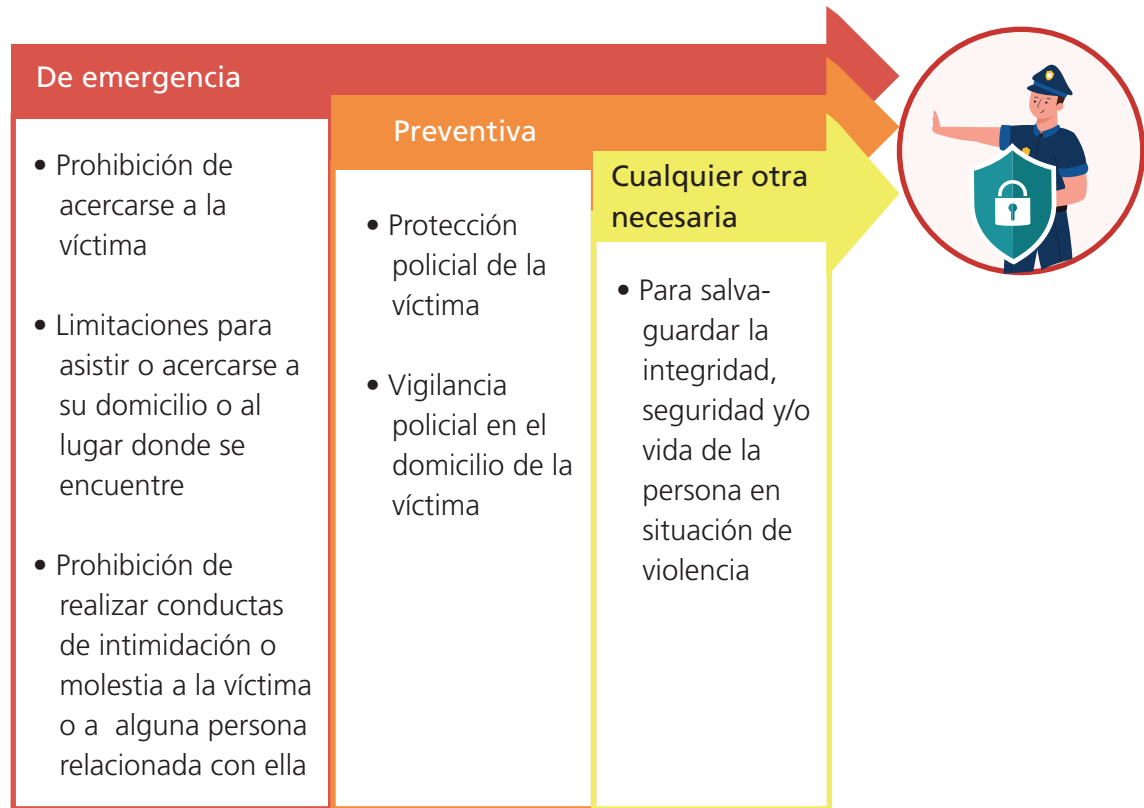 De emergencia
• Prohibición de
acercarse a la
víctima
• Limitaciones para
asistir o acercarse a
su domicilio o al
lugar donde se
encuentre
• Prohibición de
realizar conductas
de intimidación o
molestia a la víctima
o a alguna persona
relacionada con ella
Preventiva
• Protección
policial de la
víctima
• Vigilancia
policial en el
domicilio de la
víctima
Cualquier otra
necesaria
• Para salva-
guardar la
integridad,
seguridad y/o
vida de la
persona en
situación de
violencia